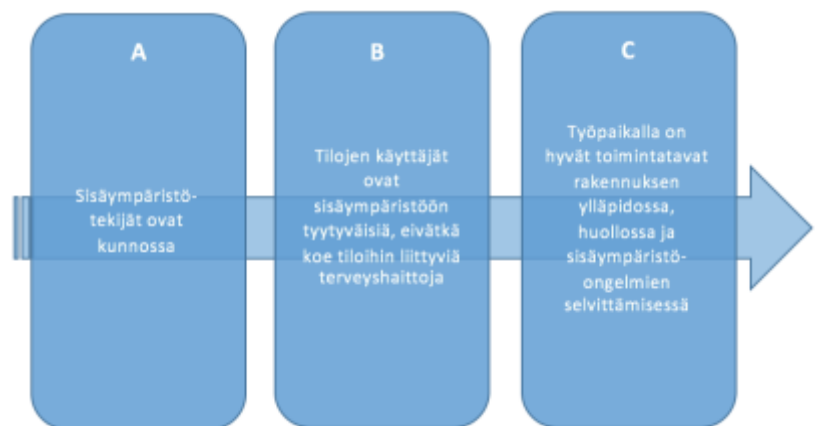 A
Sisäympäristö-
tekijät ovat
kunnossa
B
Tilojen käyttäjät
ovat
sisäympäristöön
tyytyväisiä, eivätkä
koe tiloihin liittyviä
terveyshaittoja
C
Työpaikalla on
hyvät toimintatavat
rakennuksen
ylläpidossa,
huollossa ja
sisäympäristö-
ongelmien
selvittämisessä